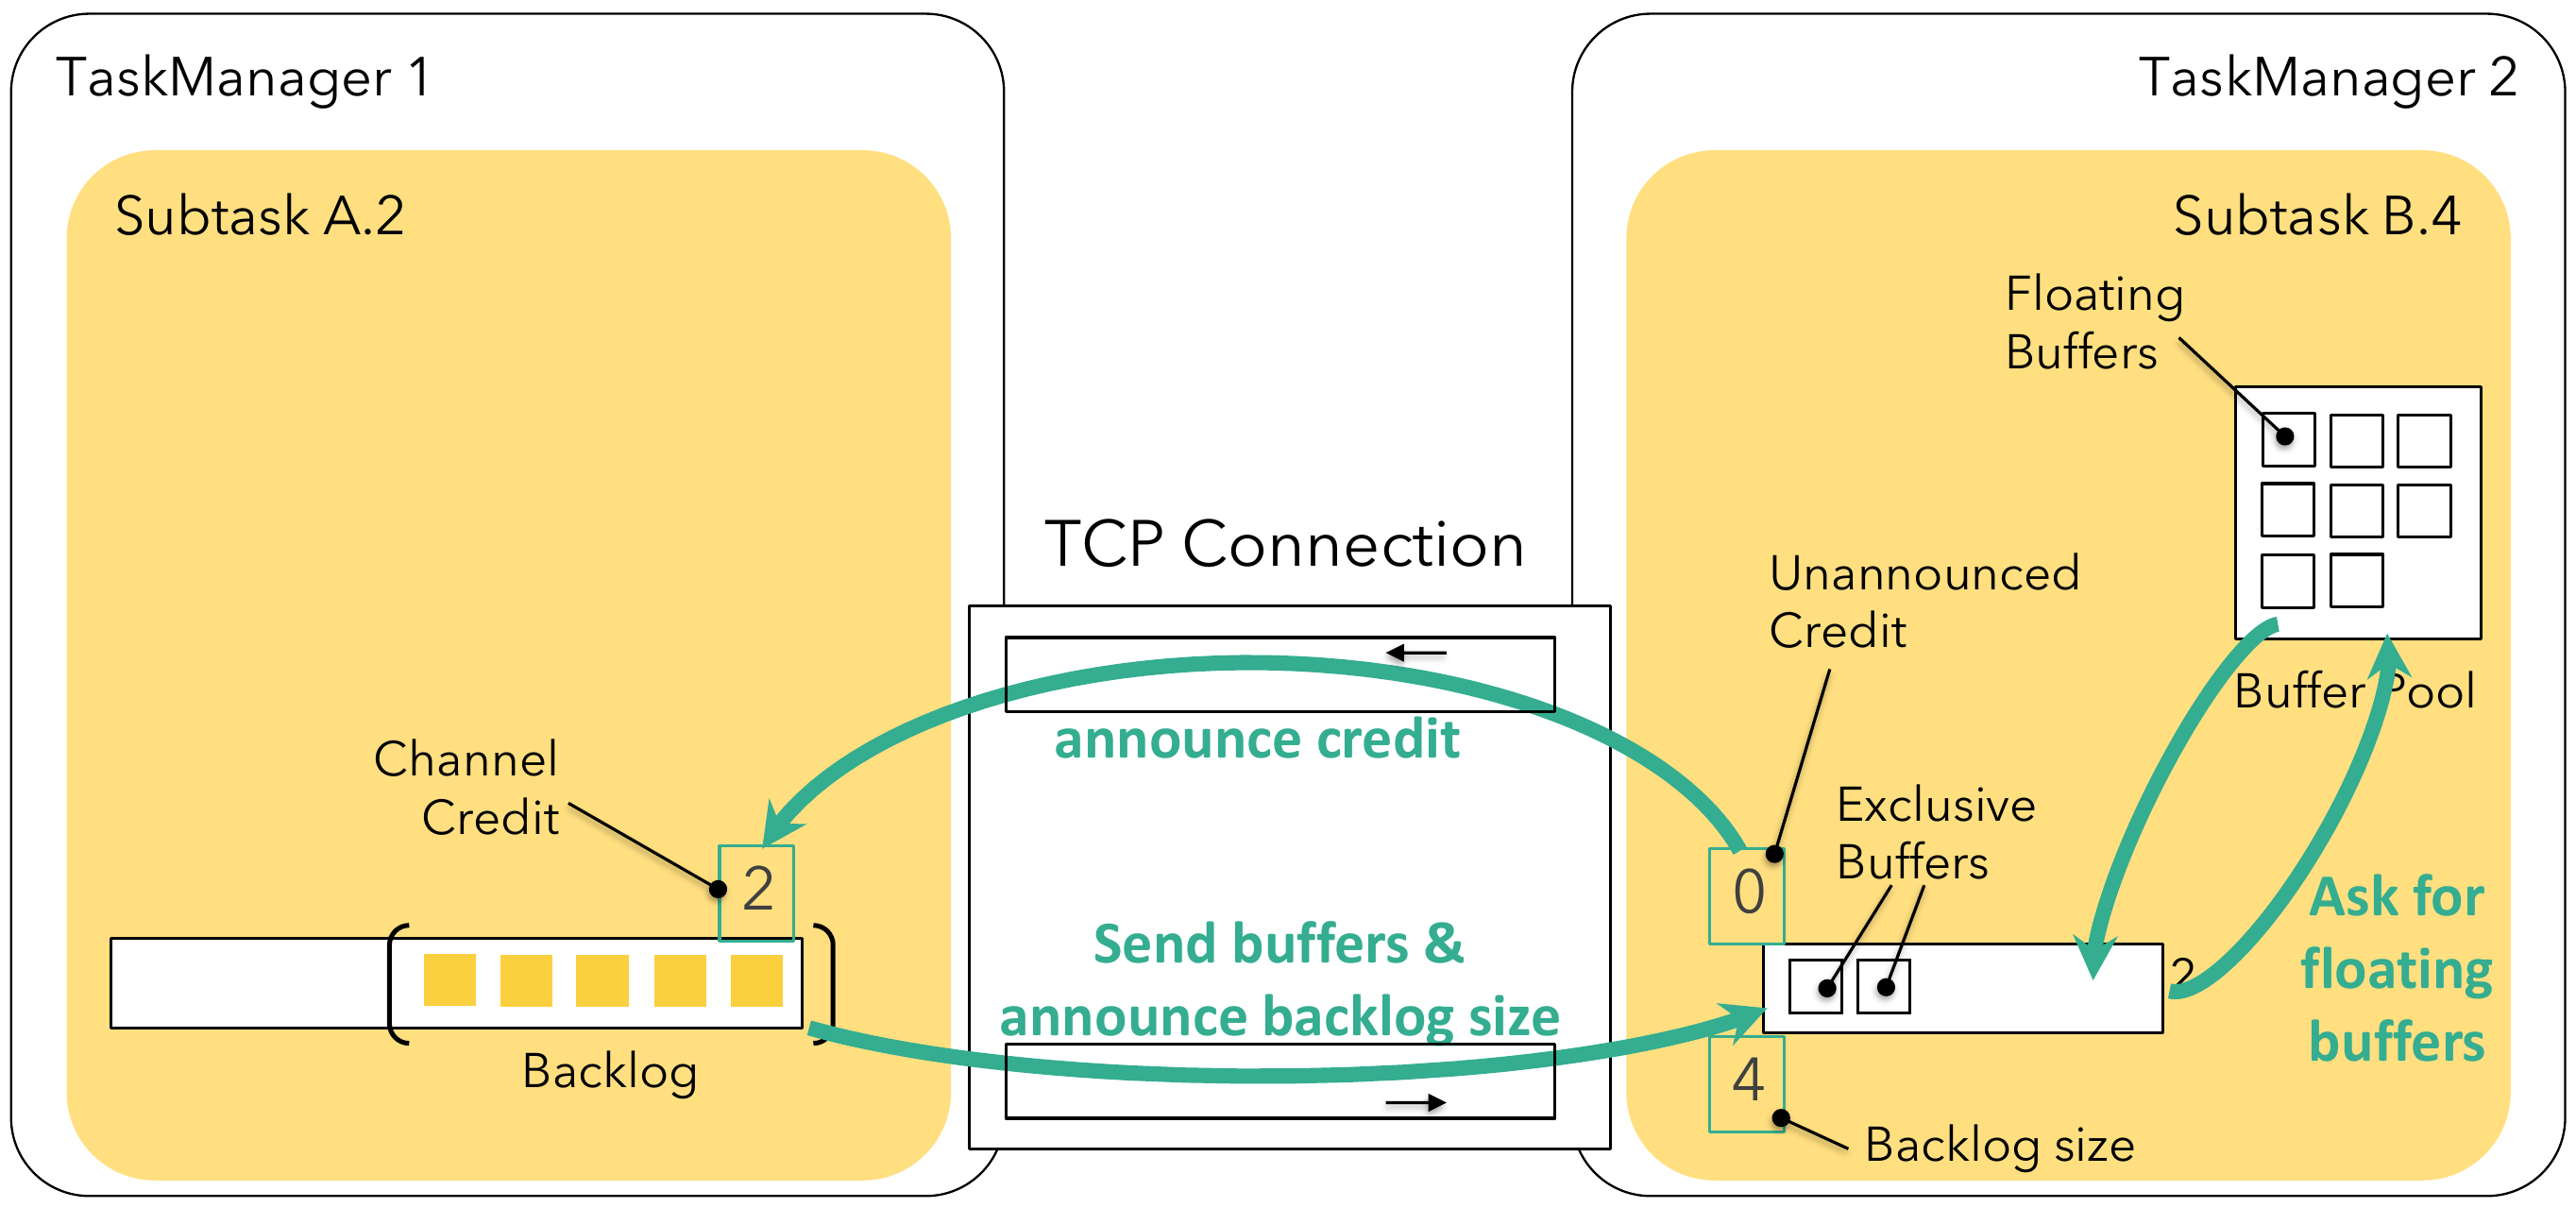 TaskManager 1
TaskManager 2
Subtask A.2
Subtask B.4
Floating
Buffers
TCP Connection
Unannounced
Credit
Buffer Pool
announce credit
Channel
Credit
Exclusive
Buffers
2
0
Ask for
floating
buffers
Send buffers &
announce backlog size
2
Backlog
4
Backlog size